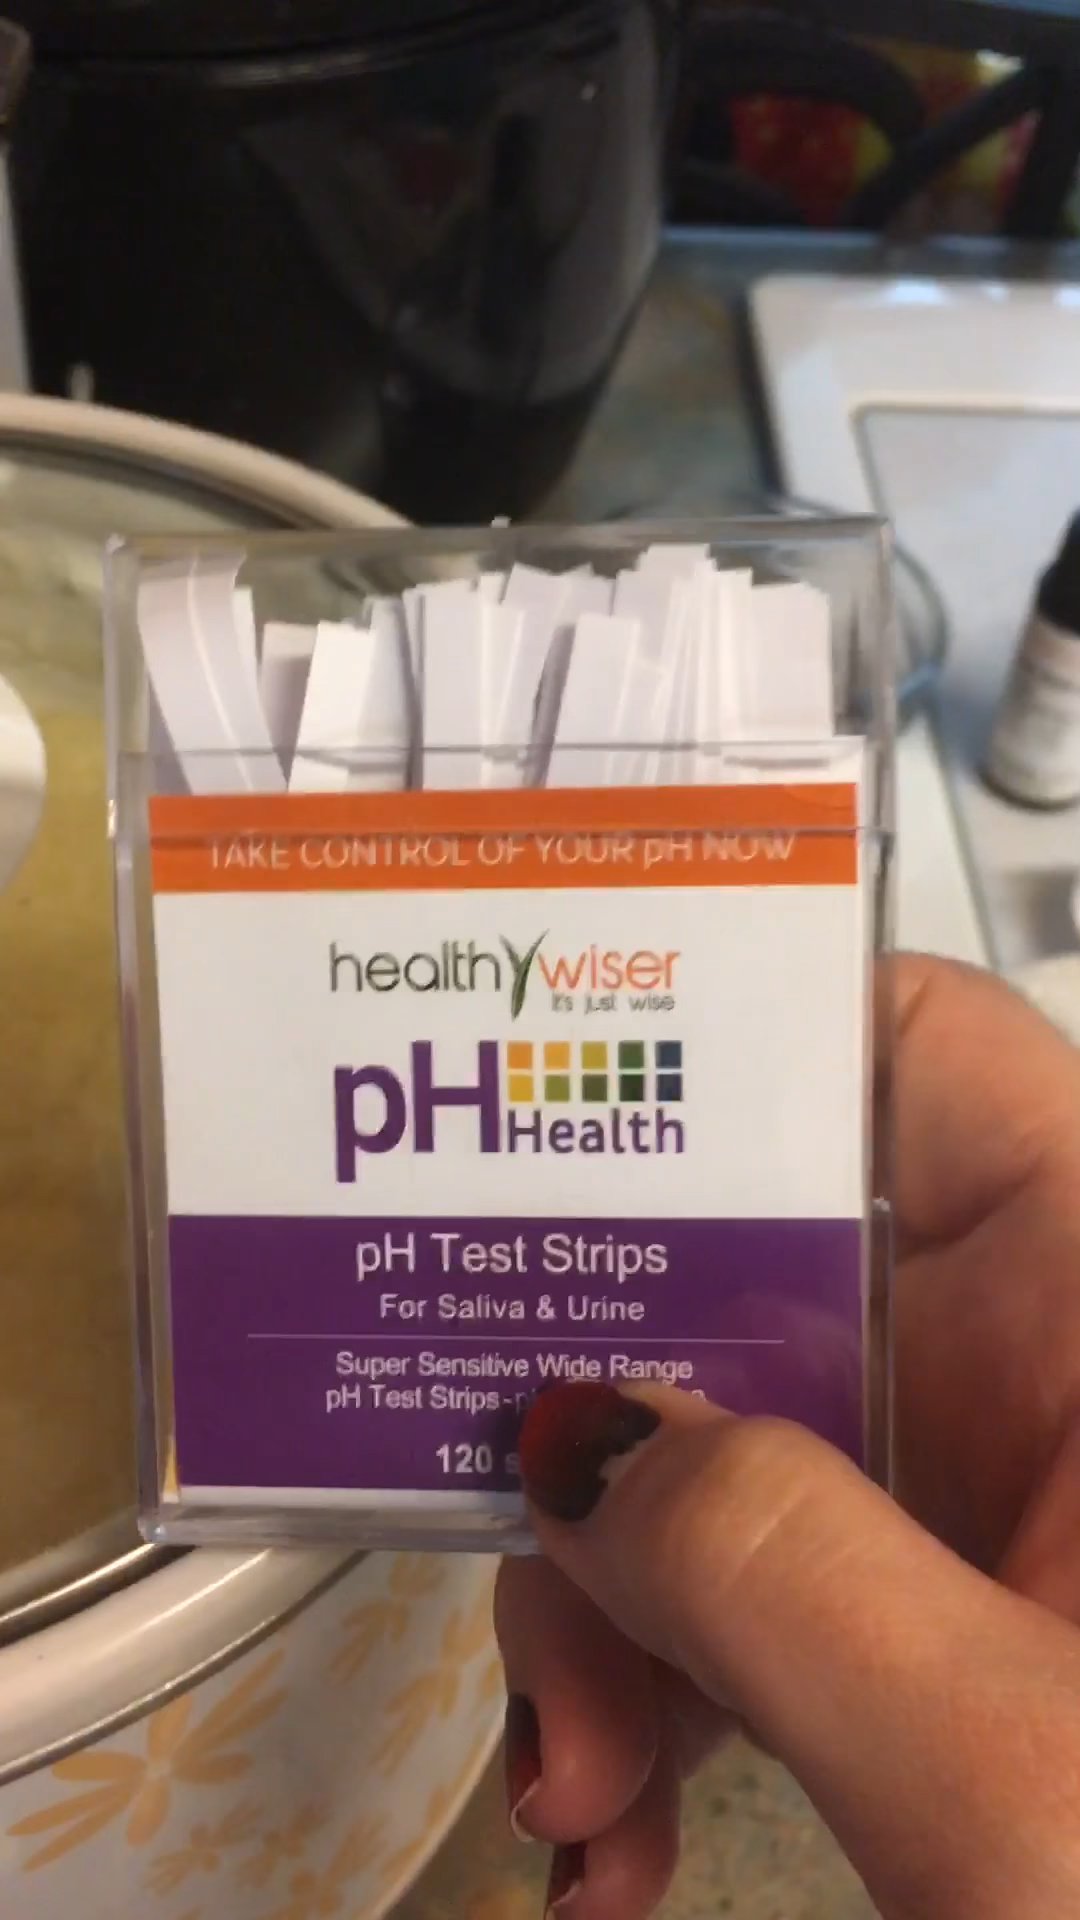 TAKE CONTROL OF YOUR pH NOW
healthywiser
it's just wise
pH Health
pH Test Strips
For Saliva & Urine
Super Sensitive Wide Range
pH Test Strips-
120